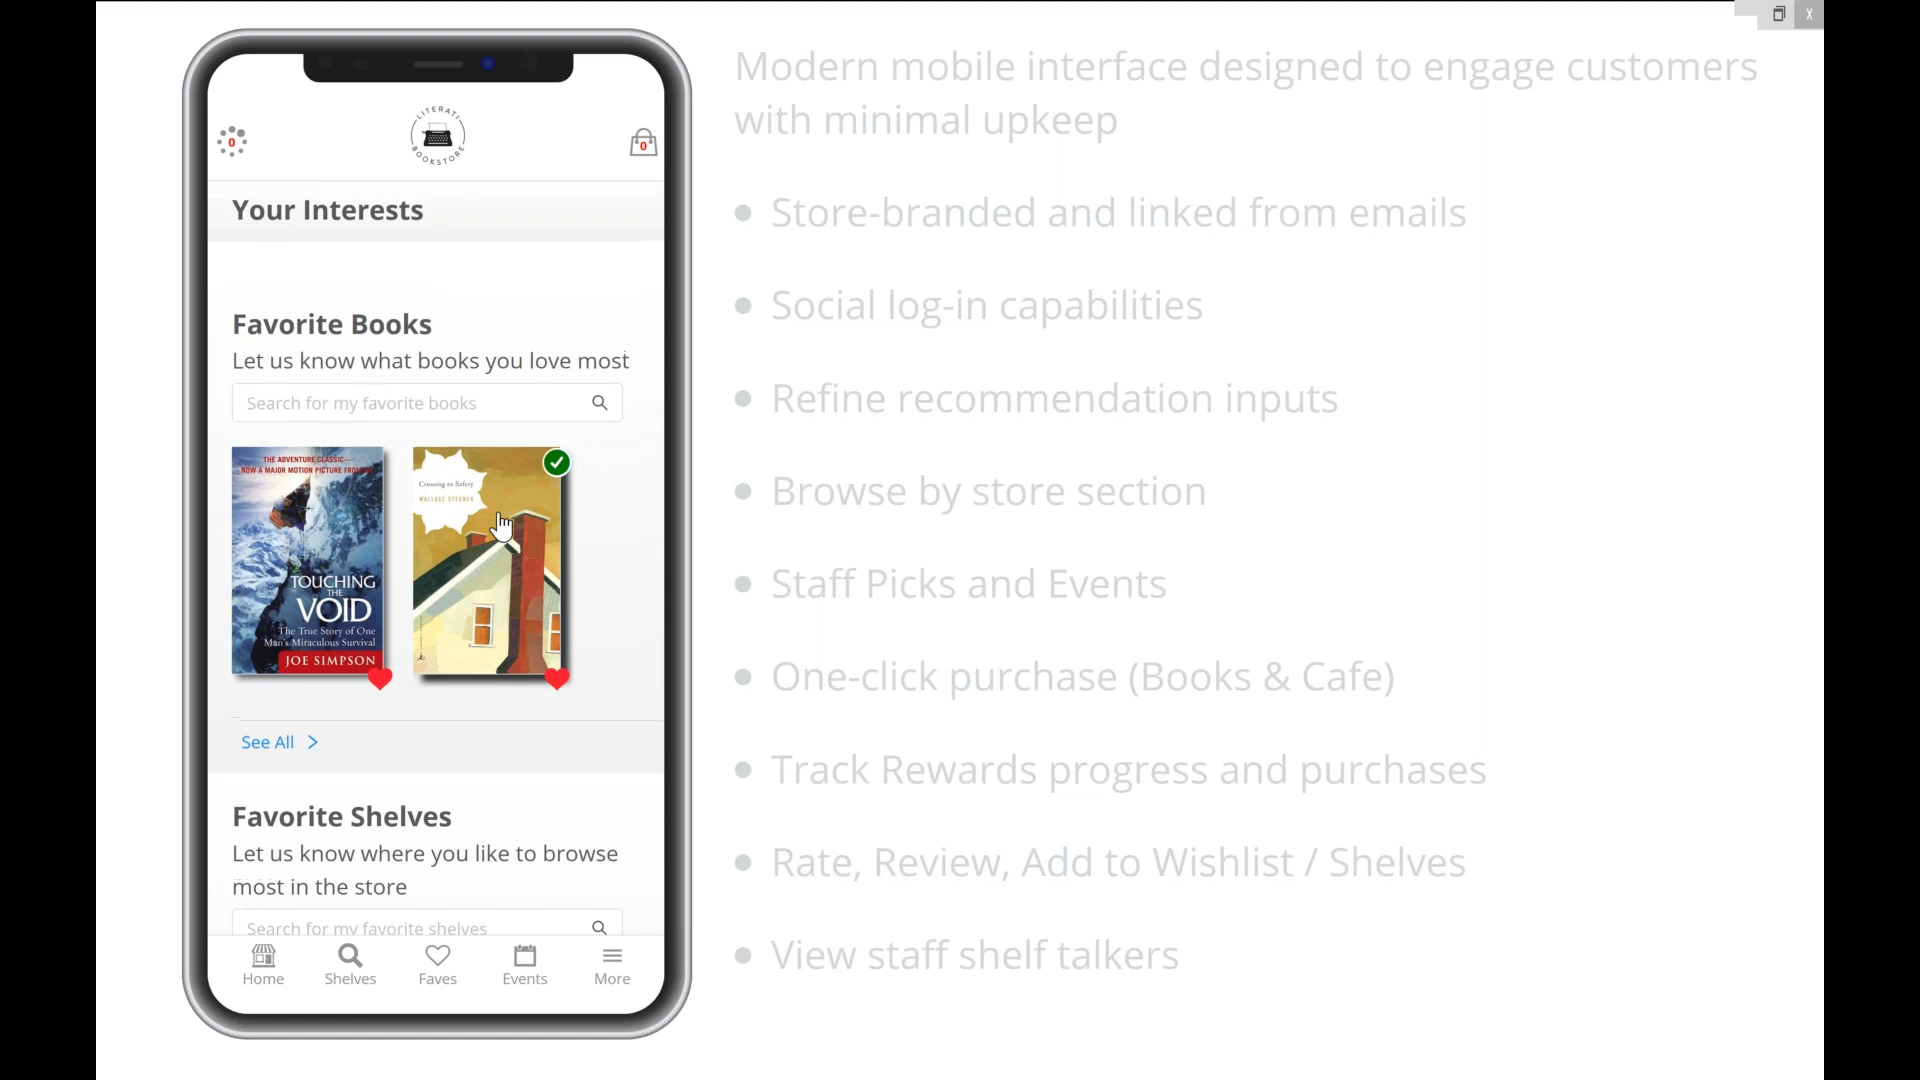 X
Modern mobile interface designed to engage customers
with minimal upkeep
• Store-branded and linked from emails
• Social log-in capabilities
• Refine recommendation inputs
• Browse by store section
• Staff Picks and Events
• One-click purchase (Books & Cafe)
• Track Rewards progress and purchases
• Rate, Review, Add to Wishlist / Shelves
• View staff shelf talkers
0
LITERATI
BOOKSTORE
0
Your Interests
Favorite Books
Let us know what books you love most
Search for my favorite books
THE ADVENTURE CLASSIC—
NOW A MAJOR MOTION PICTURE FROM
TOUCHING
THE
VOID
The True Story of One
Man's Miraculous Survival
JOE SIMPSON
Crossing to Safety
WALLACE STEGNER
See All >
Favorite Shelves
Let us know where you like to browse
most in the store
Search for my favorite shelves
Home Shelves Faves Events More